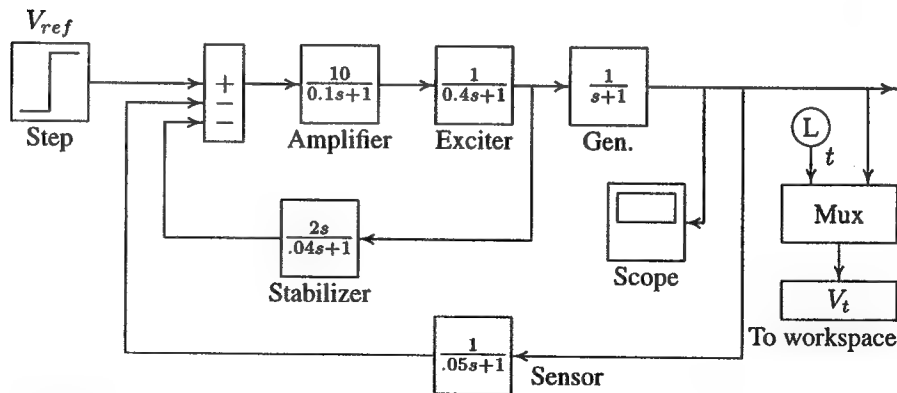 V_ref
Step
+
−
−
10
0.1s+1
Amplifier
1
0.4s+1
Exciter
1
s+1
Gen.
L
t
Mux
V_t
To workspace
Scope
2s
.04s+1
Stabilizer
1
.05s+1
Sensor